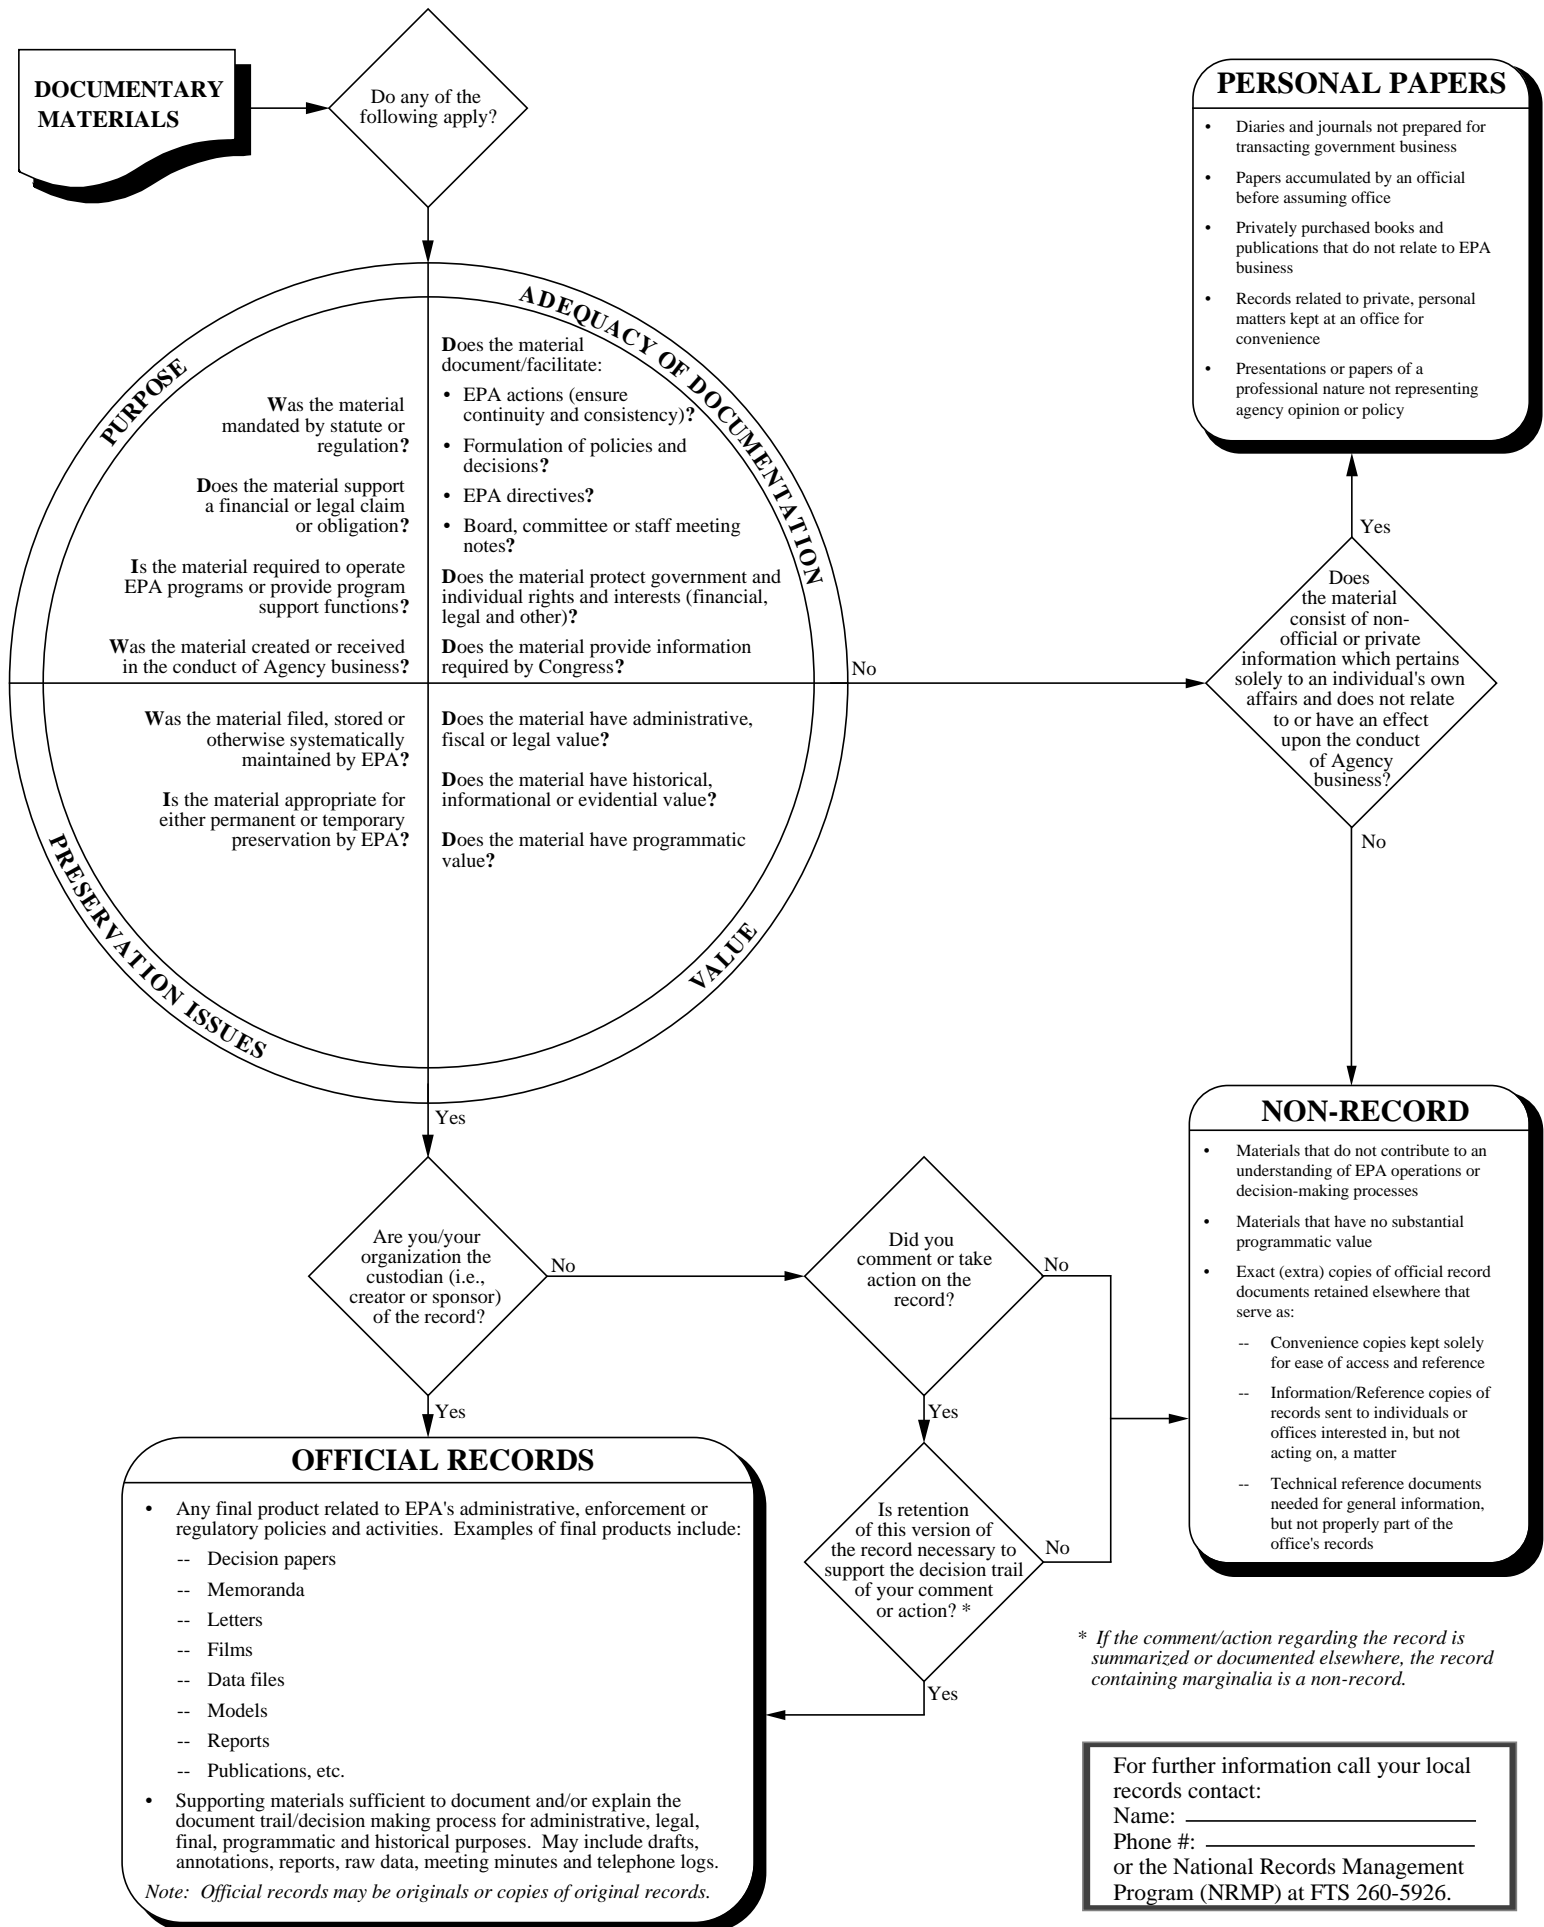 DOCUMENTARY
MATERIALS
Do any of the
following apply?
PURPOSE
Was the material
mandated by statute or
regulation?
Does the material support
a financial or legal claim
or obligation?
Is the material required to operate
EPA programs or provide program
support functions?
Was the material created or received
in the conduct of Agency business?
ADEQUACY OF DOCUMENTATION
Does the material
document/facilitate:
• EPA actions (ensure
continuity and consistency)?
• Formulation of policies and
decisions?
• EPA directives?
• Board, committee or staff meeting
notes?
Does the material protect government and
individual rights and interests (financial,
legal and other)?
Does the material provide information
required by Congress?
PRESERVATION ISSUES
Was the material filed, stored or
otherwise systematically
maintained by EPA?
Is the material appropriate for
either permanent or temporary
preservation by EPA?
VALUE
Does the material have administrative,
fiscal or legal value?
Does the material have historical,
informational or evidential value?
Does the material have programmatic
value?
No
Does
the material
consist of non-
official or private
information which pertains
solely to an individual's own
affairs and does not relate
to or have an effect
upon the conduct
of Agency
business?
Yes
PERSONAL PAPERS
• Diaries and journals not prepared for
transacting government business
• Papers accumulated by an official
before assuming office
• Privately purchased books and
publications that do not relate to EPA
business
• Records related to private, personal
matters kept at an office for
convenience
• Presentations or papers of a
professional nature not representing
agency opinion or policy
No
NON-RECORD
• Materials that do not contribute to an
understanding of EPA operations or
decision-making processes
• Materials that have no substantial
programmatic value
• Exact (extra) copies of official record
documents retained elsewhere that
serve as:
-- Convenience copies kept solely
for ease of access and reference
-- Information/Reference copies of
records sent to individuals or
offices interested in, but not
acting on, a matter
-- Technical reference documents
needed for general information,
but not properly part of the
office's records
Yes
Are you/your
organization the
custodian (i.e.,
creator or sponsor)
of the record?
No
Did you
comment or take
action on the
record?
No
Yes
Yes
Is retention
of this version of
the record necessary to
support the decision trail
of your comment
or action? *
No
Yes
OFFICIAL RECORDS
• Any final product related to EPA's administrative, enforcement or
regulatory policies and activities. Examples of final products include:
-- Decision papers
-- Memoranda
-- Letters
-- Films
-- Data files
-- Models
-- Reports
-- Publications, etc.
• Supporting materials sufficient to document and/or explain the
document trail/decision making process for administrative, legal,
final, programmatic and historical purposes. May include drafts,
annotations, reports, raw data, meeting minutes and telephone logs.
Note: Official records may be originals or copies of original records.
* If the comment/action regarding the record is
summarized or documented elsewhere, the record
containing marginalia is a non-record.
For further information call your local
records contact:
Name:
Phone #:
or the National Records Management
Program (NRMP) at FTS 260-5926.